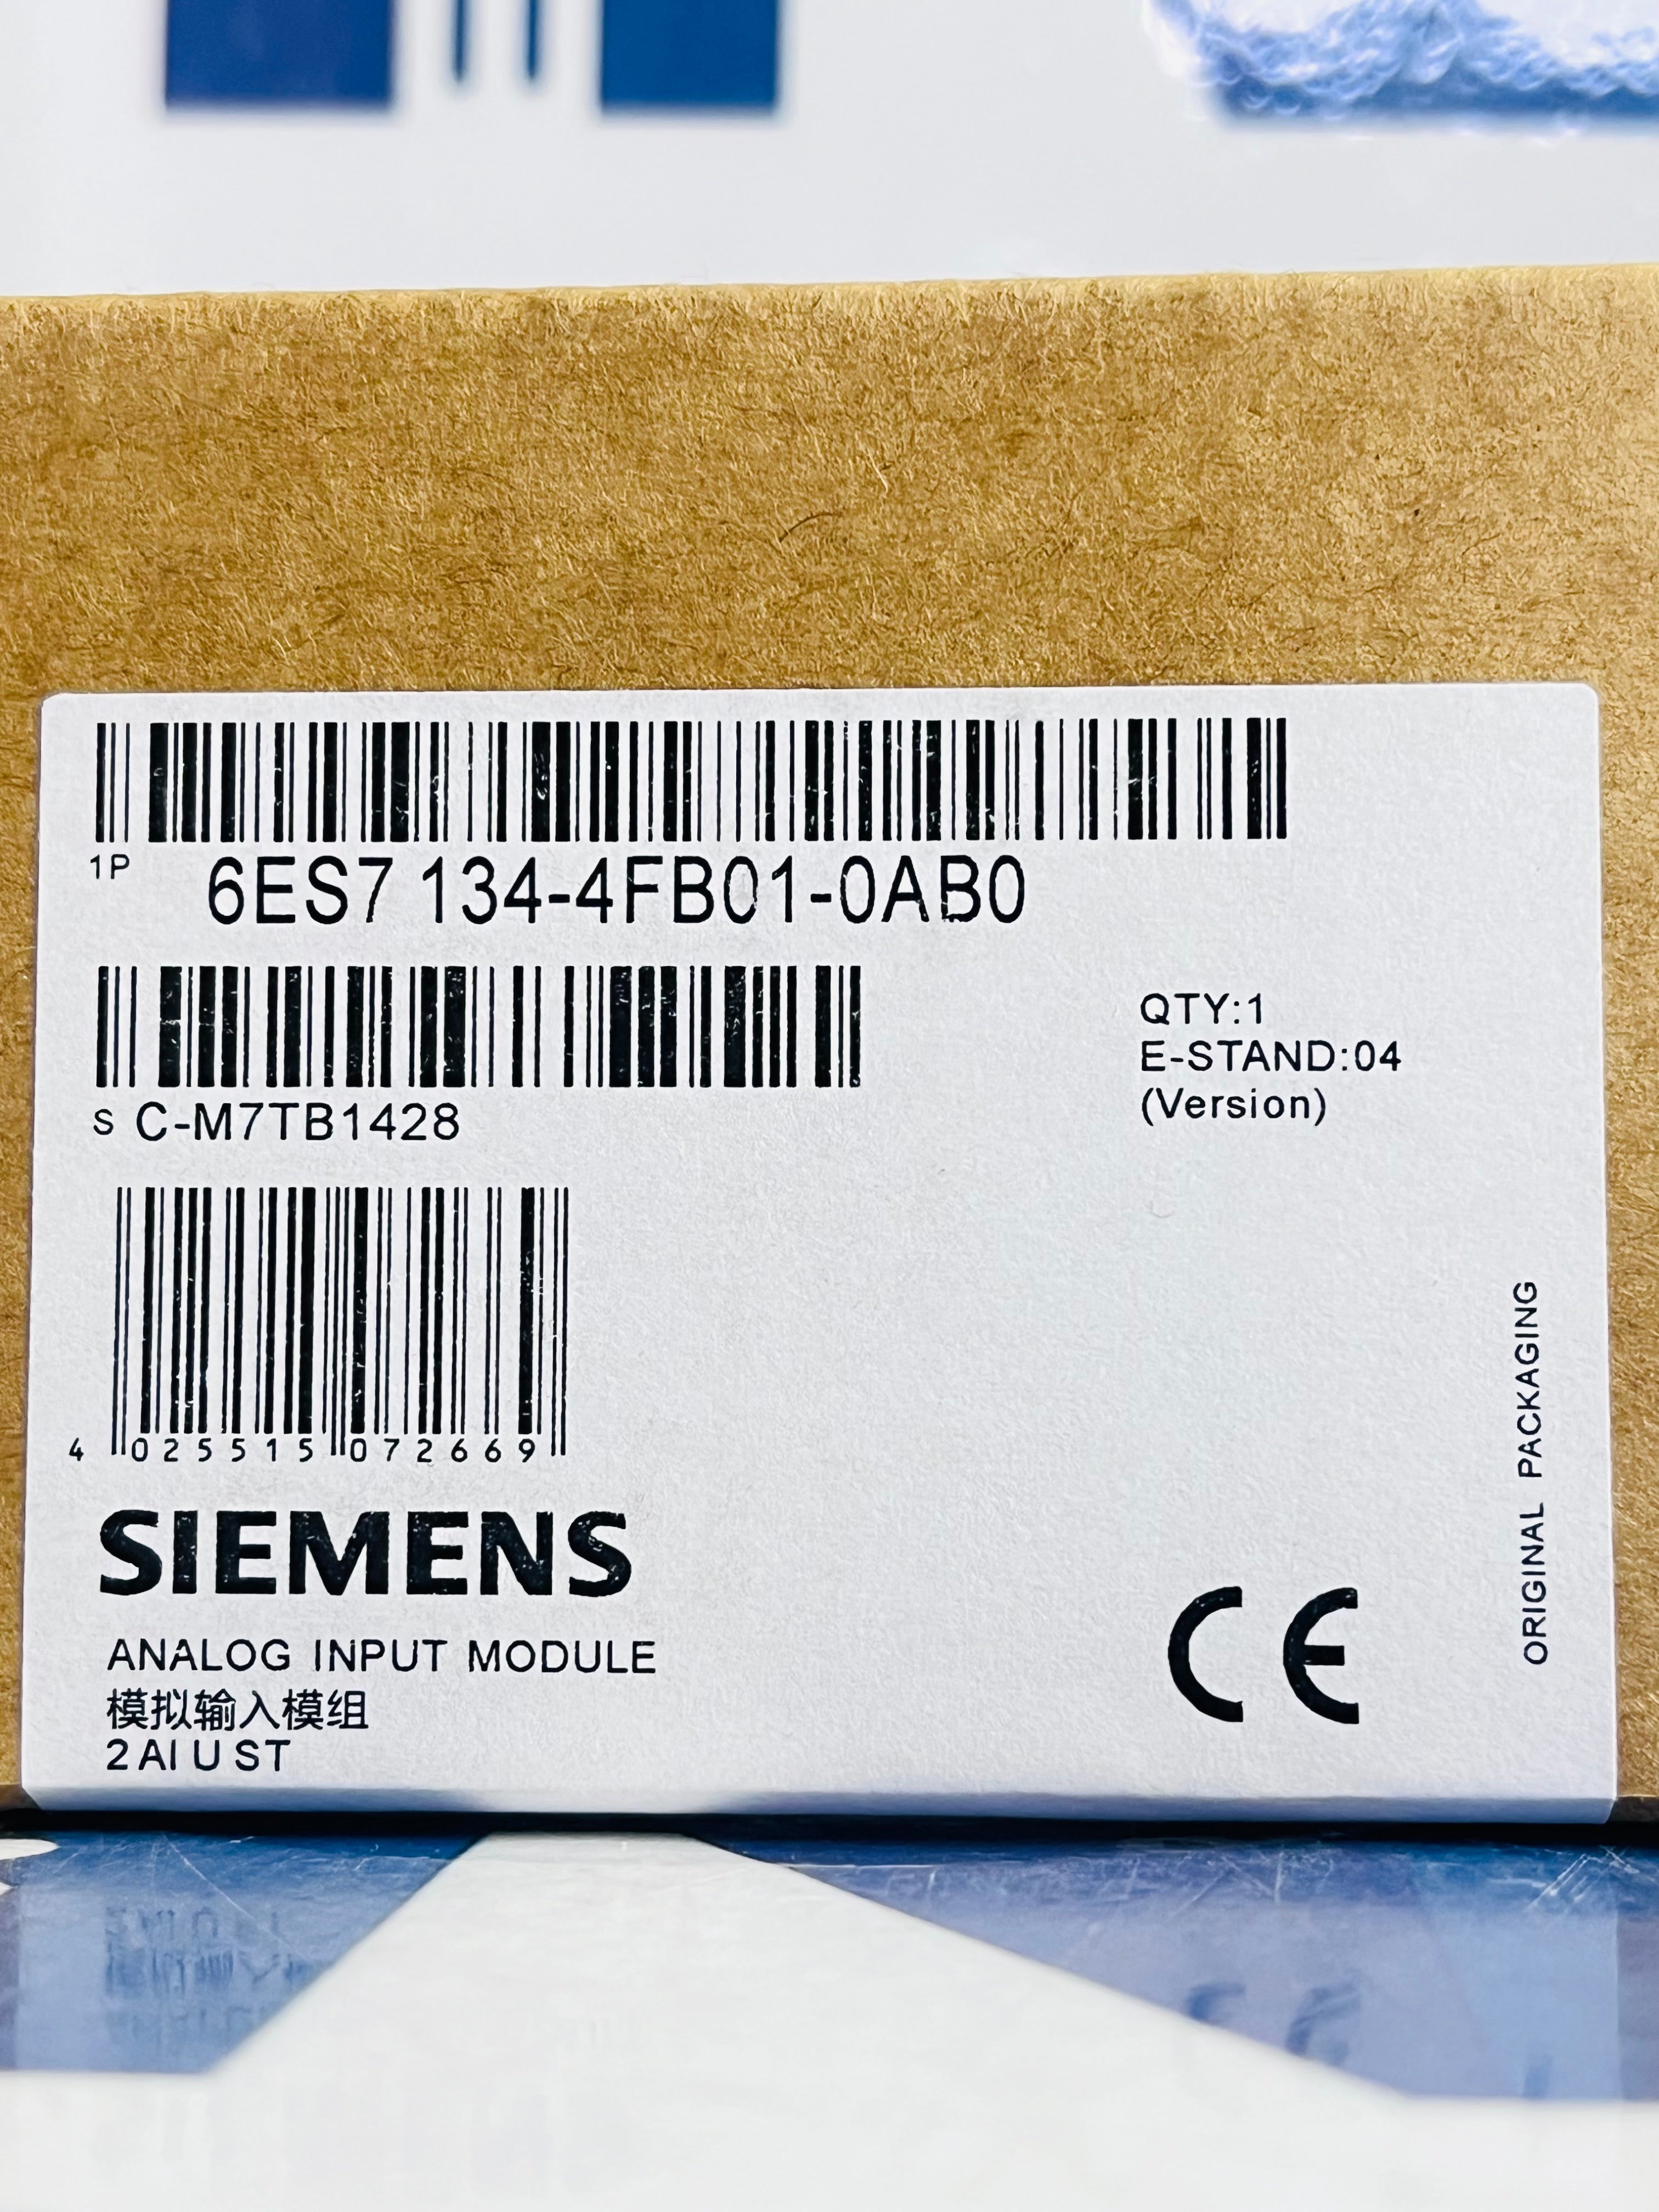 1P 6ES7 134-4FB01-0AB0
QTY:1
E-STAND:04
(Version)
S C-M7TB1428
4 025515 072669
SIEMENS
ANALOG INPUT MODULE
模拟输入模组
2 AI U ST
CE
ORIGINAL PACKAGING